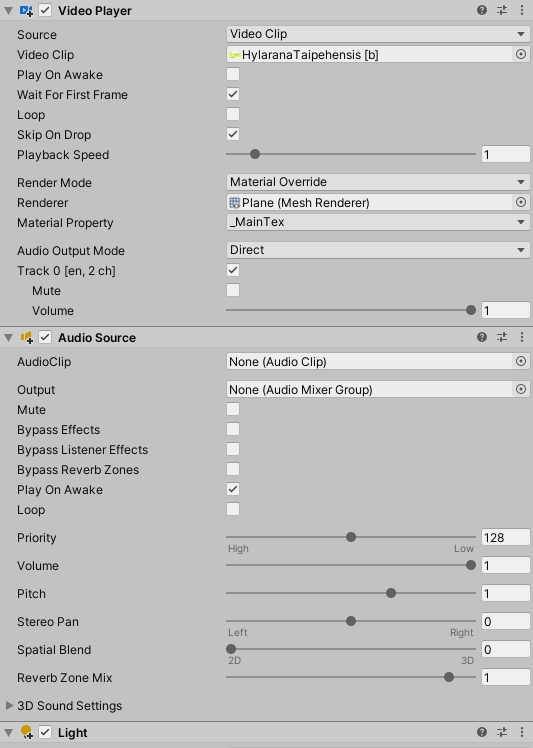 Video Player
Source Video Clip
Video Clip HylaranaTaipehensis [b]
Play On Awake
Wait For First Frame
Loop
Skip On Drop
Playback Speed 1
Render Mode Material Override
Renderer Plane (Mesh Renderer)
Material Property _MainTex
Audio Output Mode Direct
Track 0 [en, 2 ch]
Mute
Volume 1
Audio Source
AudioClip None (Audio Clip)
Output None (Audio Mixer Group)
Mute
Bypass Effects
Bypass Listener Effects
Bypass Reverb Zones
Play On Awake
Loop
Priority 128
High Low
Volume 1
Pitch 1
Stereo Pan 0
Left Right
Spatial Blend 0
2D 3D
Reverb Zone Mix 1
3D Sound Settings
Light